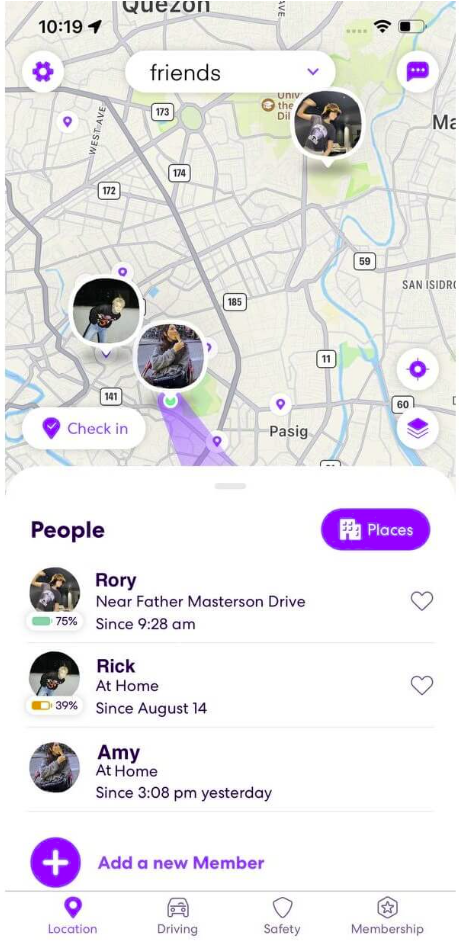 Quezon
10:19
AVE
friends
Univ
the
Dil
173
Ma
WEST AVE
174
172
59
SAN ISIDR
185
11
141
60
Check in
Pasig
People
Places
Rory
75%
Near Father Masterson Drive
Since 9:28 am
Rick
39%
At Home
Since August 14
Amy
At Home
Since 3:08 pm yesterday
Add a new Member
Location
Driving
Safety
Membership